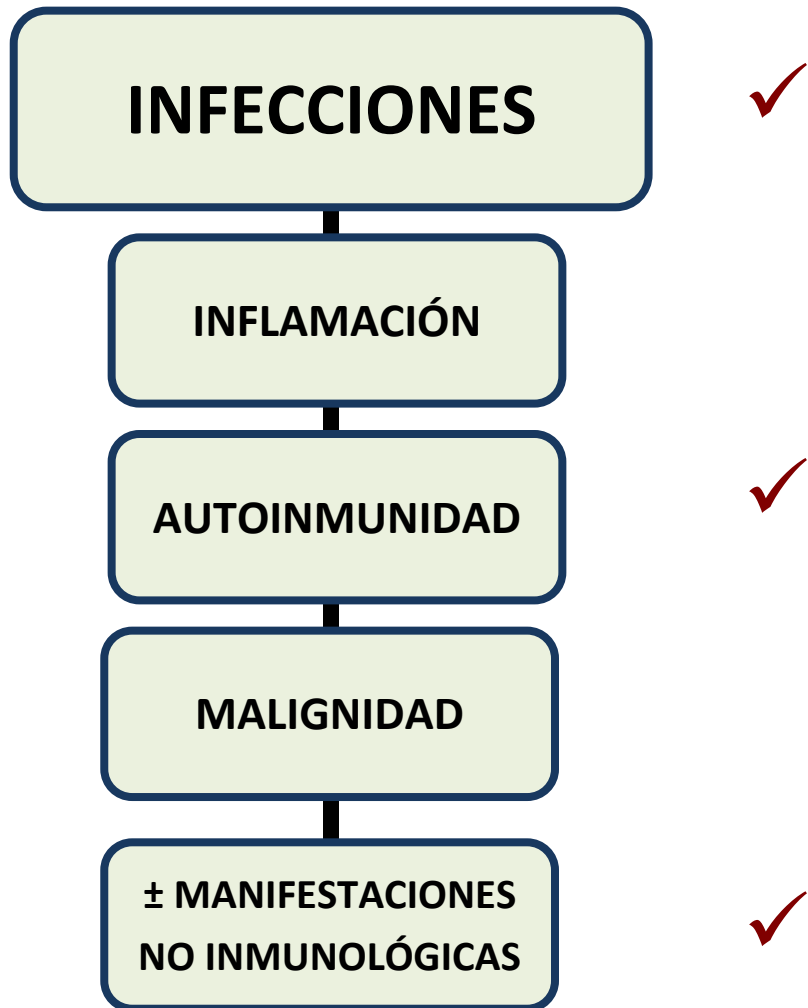 INFECCIONES
INFLAMACIÓN
AUTOINMUNIDAD
MALIGNIDAD
± MANIFESTACIONES
NO INMUNOLÓGICAS